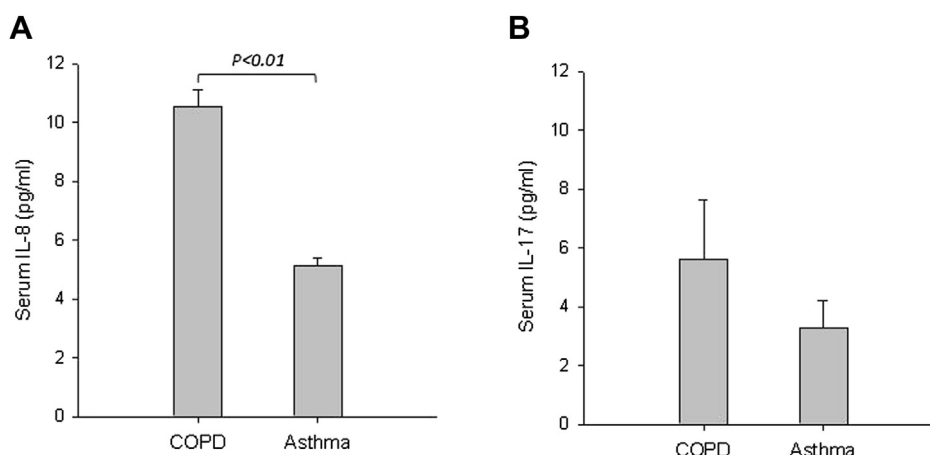 A
P<0.01
Serum IL-8 (pg/ml)
12
10
8
6
4
2
0
COPD Asthma
B
Serum IL-17 (pg/ml)
12
10
8
6
4
2
0
COPD Asthma